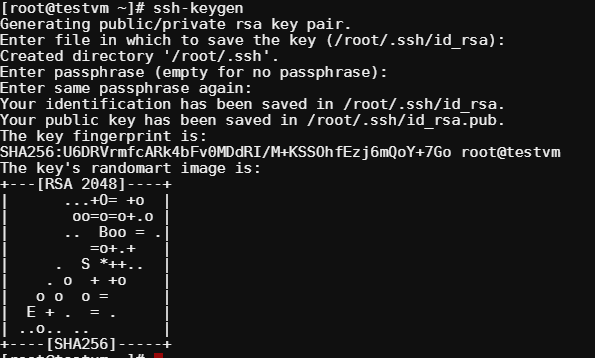 [root@testvm ~]# ssh-keygen
Generating public/private rsa key pair.
Enter file in which to save the key (/root/.ssh/id_rsa):
Created directory '/root/.ssh'.
Enter passphrase (empty for no passphrase):
Enter same passphrase again:
Your identification has been saved in /root/.ssh/id_rsa.
Your public key has been saved in /root/.ssh/id_rsa.pub.
The key fingerprint is:
SHA256:U6DRVrmfcARk4bFv0MDdRI/M+KSSOhfEzj6mQoY+7Go root@testvm
The key's randomart image is:
+---[RSA 2048]----+
|      ...+O= +o  |
|       oo=o=o+.o |
|      ..  Boo = .|
|         =o+.+   |
|     .  S *++..  |
|    . o  + +o    |
|   o o  o =      |
|  E + .  = .     |
| ..o.. ..        |
+----[SHA256]-----+
[root@testvm ~]#